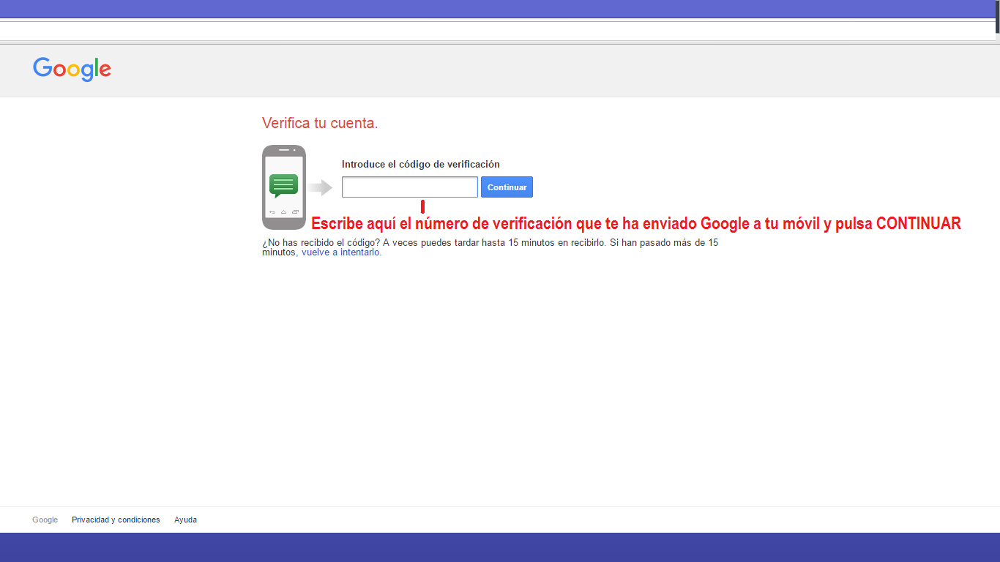 Google
Verifica tu cuenta.
Introduce el código de verificación
Continuar
Escribe aquí el número de verificación que te ha enviado Google a tu móvil y pulsa CONTINUAR
¿No has recibido el código? A veces puedes tardar hasta 15 minutos en recibirlo. Si han pasado más de 15
minutos, vuelve a intentarlo.
Google Privacidad y condiciones Ayuda